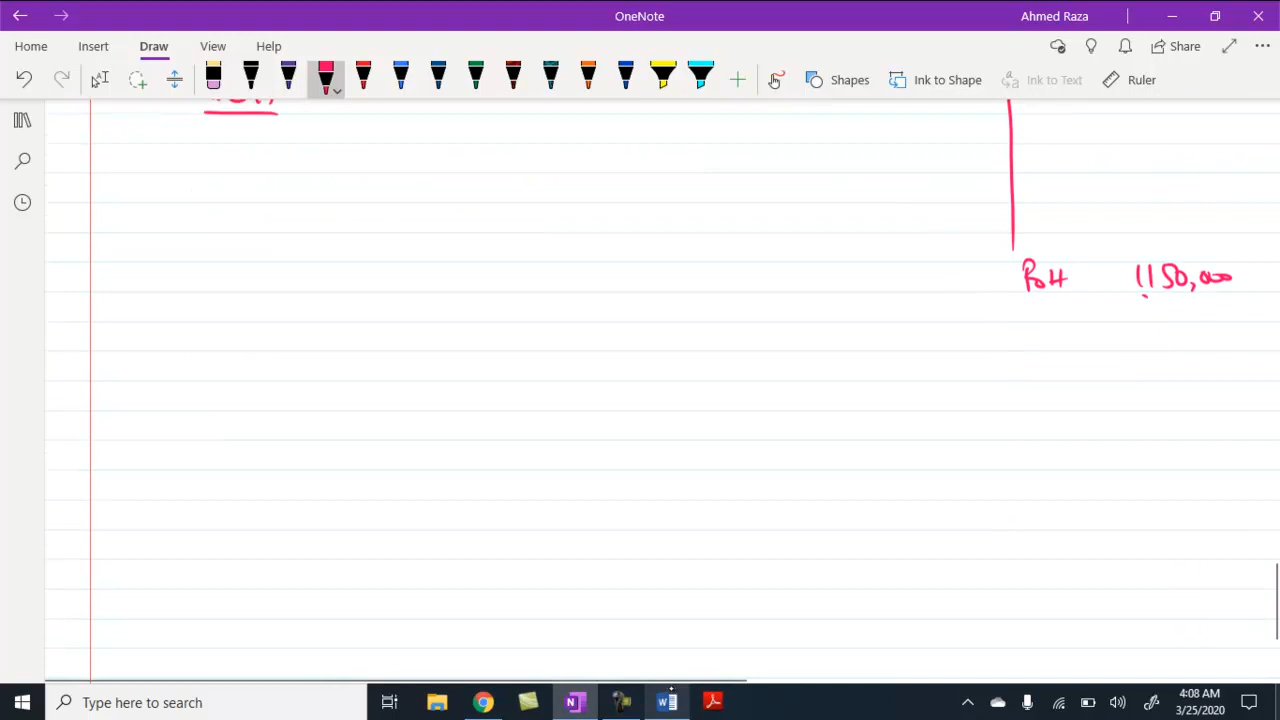 OneNote
Ahmed Raza
Home Insert Draw View Help Share
Shapes Ink to Shape Ink to Text Ruler
1150,000
Type here to search
4:08 AM
3/25/2020